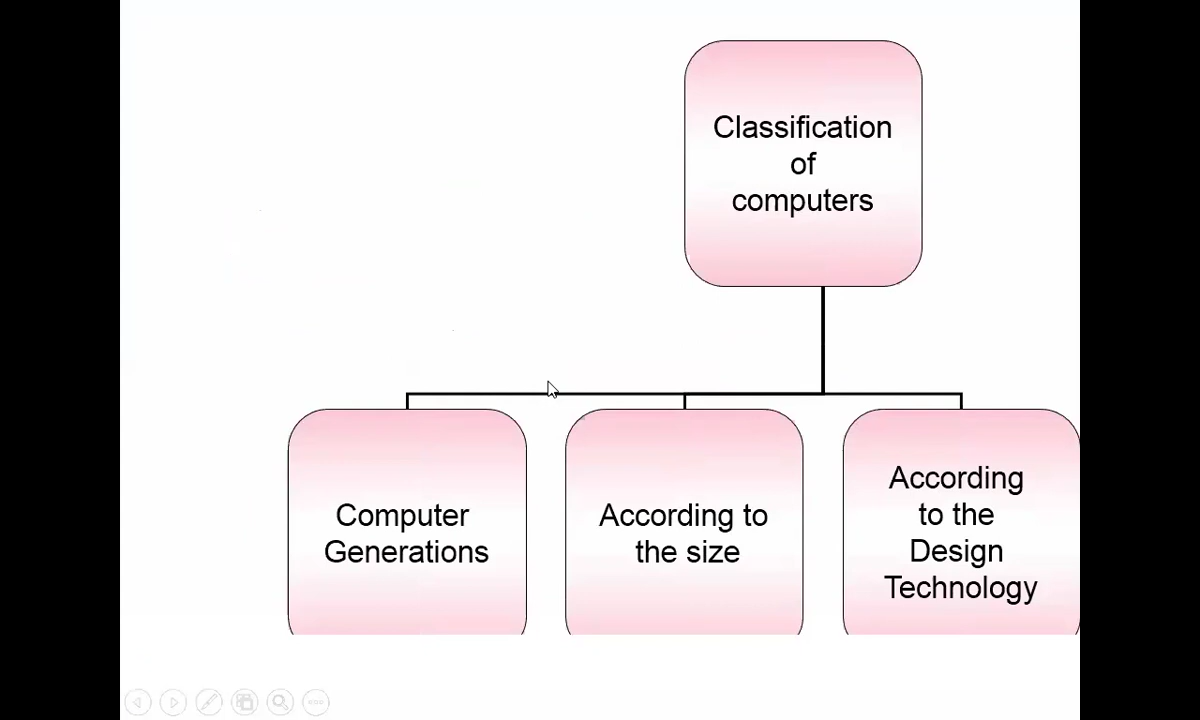 Classification
of
computers
Computer
Generations
According to
the size
According
to the
Design
Technology